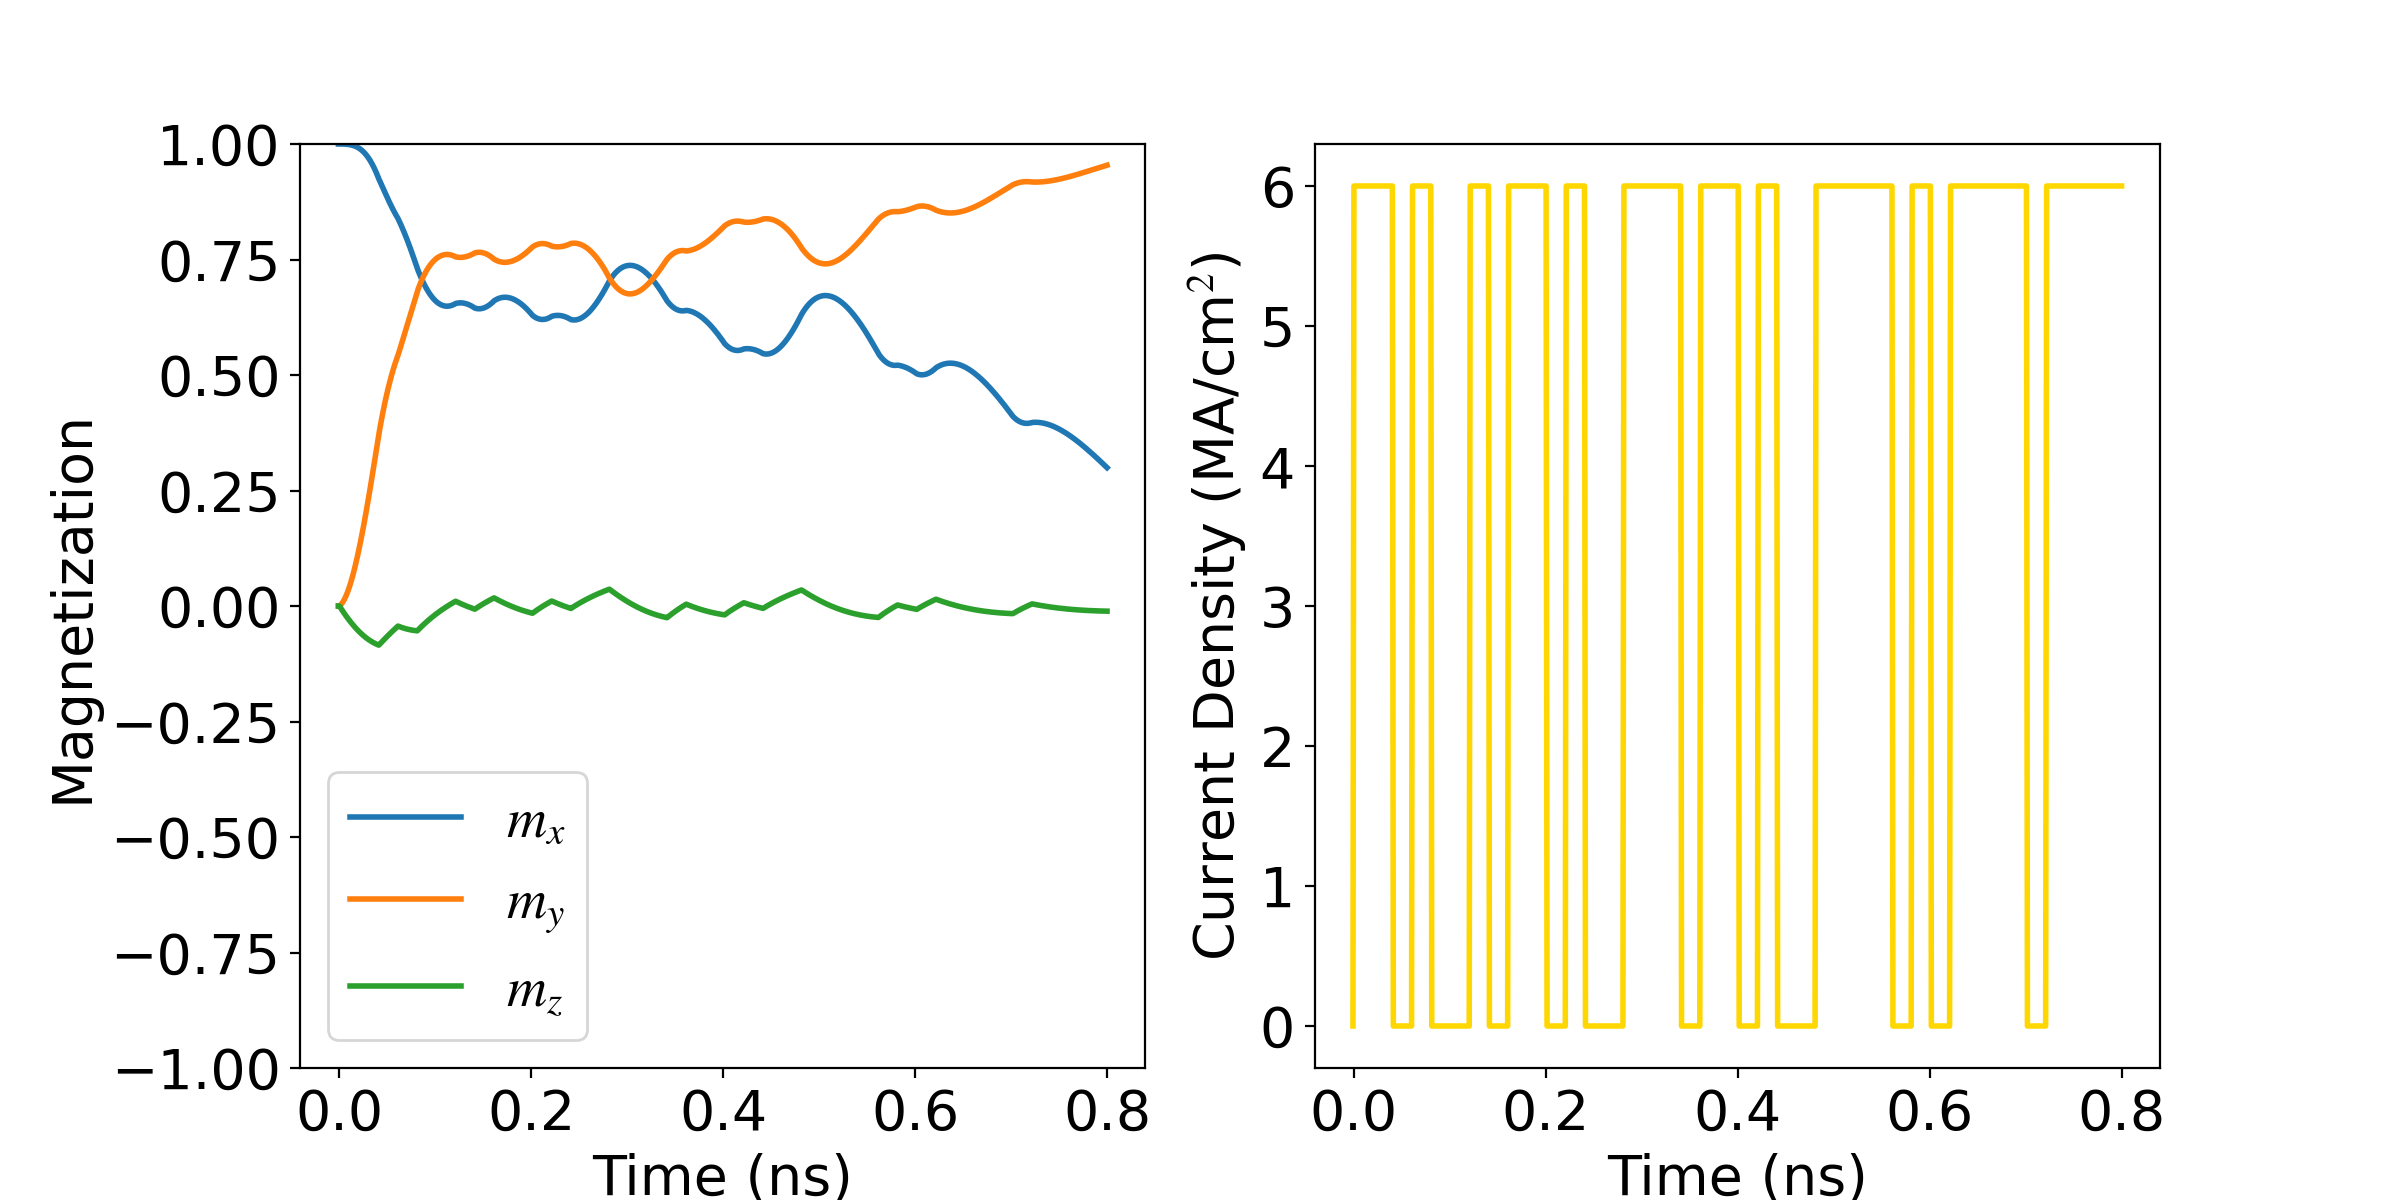 Magnetization
1.00
0.75
0.50
0.25
0.00
−0.25
−0.50
−0.75
−1.00
m_x
m_y
m_z
0.0 0.2 0.4 0.6 0.8
Time (ns)
Current Density (MA/cm²)
6
5
4
3
2
1
0
0.0 0.2 0.4 0.6 0.8
Time (ns)